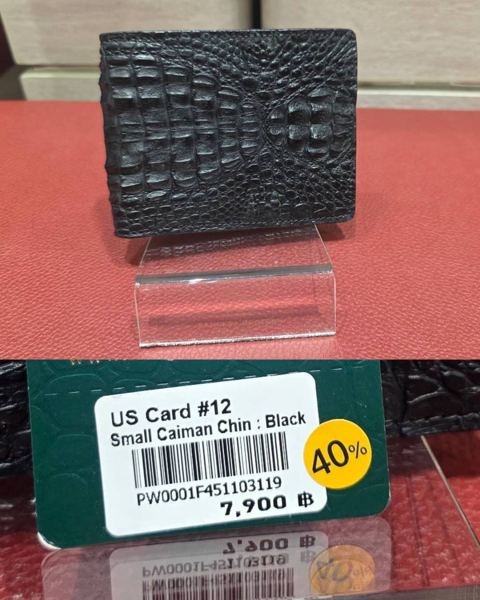 US Card #12
Small Caiman Chin : Black
PW0001F451103119
7,900 ฿
40%